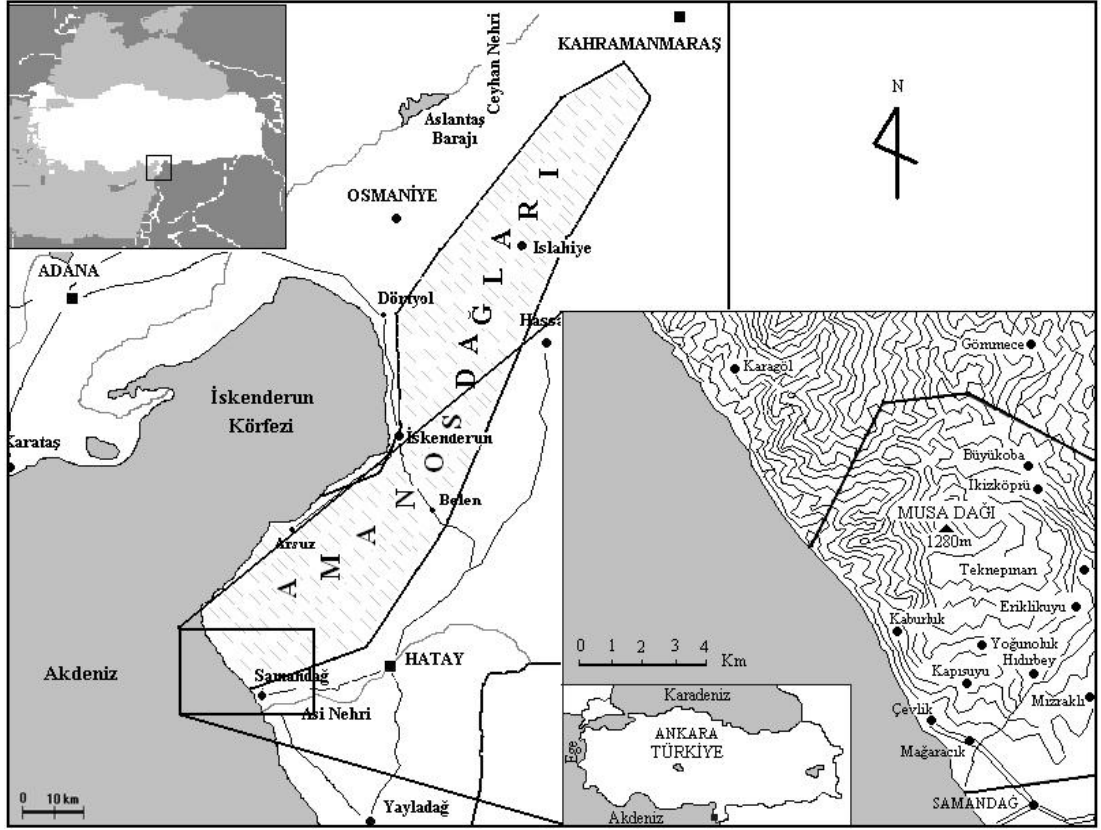 KAHRAMANMARAŞ
Ceyhan Nehri
Aslantaş
Barajı
OSMANİYE
N
ADANA
Islahiye
Dörtyol
Hassa
AMANOS DAĞLARI
İskenderun
Körfezi
İskenderun
Karataş
Belen
Arsuz
Akdeniz
HATAY
Samandağ
Asi Nehri
0 10 km
Yayladağ
Gömmece
Karagöl
Büyükoba
İkizköprü
MUSA DAĞI
1280m
Teknepınarı
Eriklikuyu
Kaburluk
Yoğunoluk
Hıdırbey
Kapısuyu
Mızraklı
Çevlik
Mağaracık
SAMANDAĞ
0 1 2 4
Km
Karadeniz
Ege
ANKARA
TÜRKİYE
Akdeniz